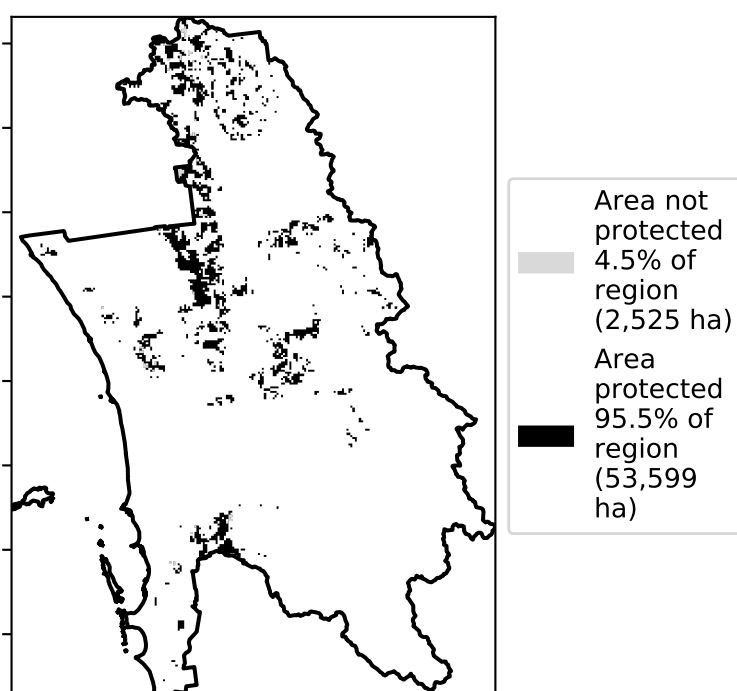 Area not
protected
4.5% of
region
(2,525 ha)
Area
protected
95.5% of
region
(53,599
ha)